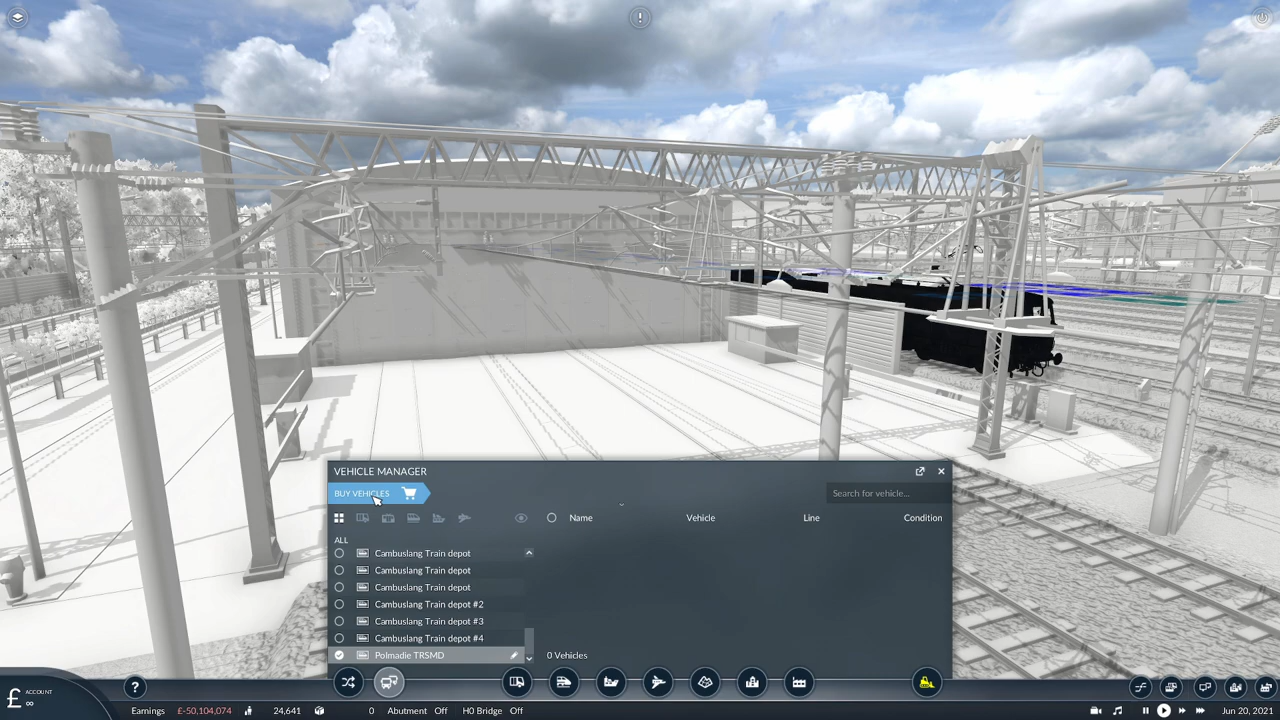 VEHICLE MANAGER
BUY VEHICLES
Search for vehicle...
Name Vehicle Line Condition
ALL
Cambuslang Train depot
Cambuslang Train depot
Cambuslang Train depot
Cambuslang Train depot #2
Cambuslang Train depot #3
Cambuslang Train depot #4
Polmadie TRSMD
0 Vehicles
£ ACCOUNT
∞
?
Earnings £-50,104,074 24,641 0 Abutment Off H0 Bridge Off Jun 20, 2021